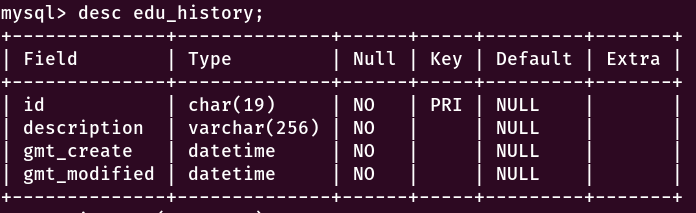 mysql> desc edu_history;
+--------------+--------------+------+-----+---------+-------+
| Field        | Type         | Null | Key | Default | Extra |
+--------------+--------------+------+-----+---------+-------+
| id           | char(19)     | NO   | PRI | NULL    |       |
| description  | varchar(256) | NO   |     | NULL    |       |
| gmt_create   | datetime     | NO   |     | NULL    |       |
| gmt_modified | datetime     | NO   |     | NULL    |       |
+--------------+--------------+------+-----+---------+-------+